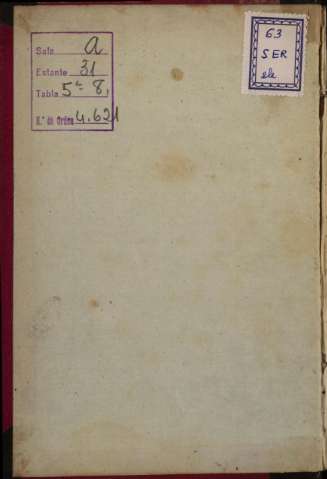 Sala a
Estante 31
Tabla 5ª 8
N.º de Orden 4.621
63
SER
ele